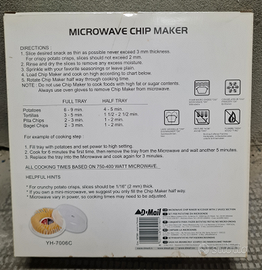 MICROWAVE CHIP MAKER
DIRECTIONS
1. Slice desired snack as thin as possible never exceed 3 mm thickness.
For crispy potato crisps, slices should not exceed 2 mm.
2. Rinse and dry the slices to remove any excess moisture.
3. Sprinkle with your favorite seasonings or leave plain.
4. Load Chip Maker and cook on high according to chart below.
5. Rotate Chip Maker half way through cooking time.
NOTE: Do not use Chip Maker to cook foodstuffs with high fat or sugar contents.
Always use oven gloves to remove Chip Maker from microwave.
FULL TRAY HALF TRAY
Potatoes 6 - 9 min. 4 - 5 min.
Tortillas 3 - 5 min. 1 1/2 - 2 1/2 min.
Pita Chips 2 - 3 min. 1 - 2 min.
Bagel Chips 2 - 3 min. 1 - 2 min.
For example of cooking step :
1. Fill tray with potatoes and set power to high setting.
2. Cook for 6 minutes the first time, then remove the tray from the Microwave and wait another 5 minutes.
3. Replace the tray into the Microwave and cook again for 3 minutes.
ALL COOKING TIMES BASED ON 750-800 WATT MICROWAVE.
HELPFUL HINTS
* For crunchy potato crisps, slices should be 1/16" (2 mm) thick.
* If you own a mini-microwave, we suggest you only fill the Chip Maker half way.
* Microwave wattage may vary so, cooking times may need to be adjusted.
YH-7006C
D-Mail